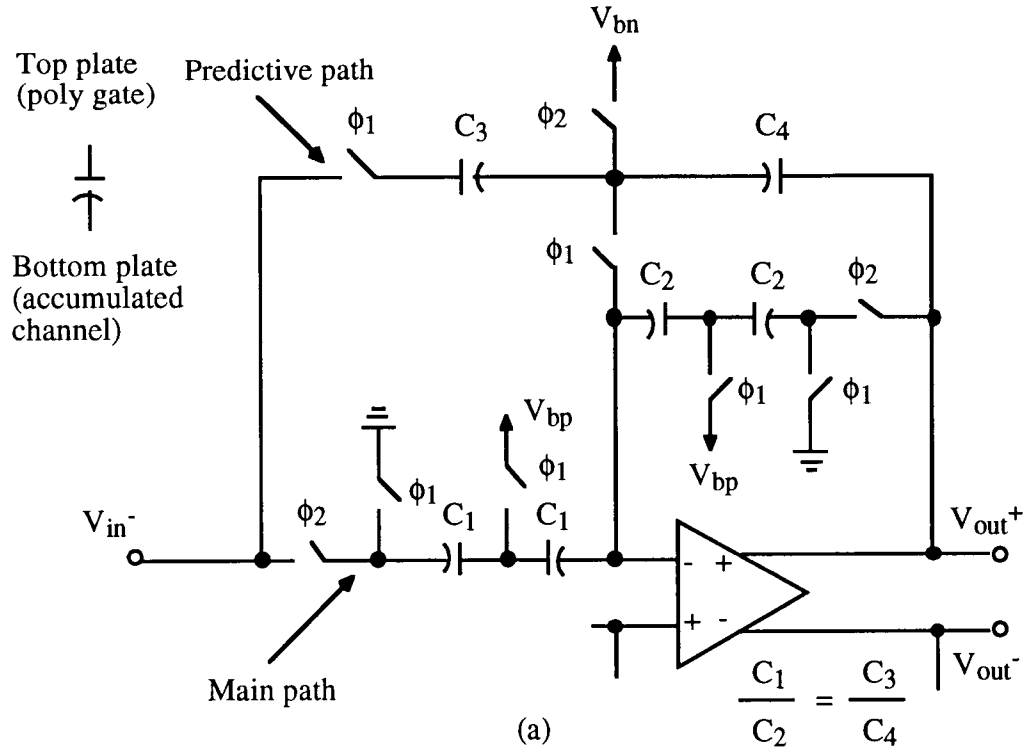 V_bn
Top plate
(poly gate)
Predictive path
ϕ1
C3
ϕ2
C4
ϕ1
C2
C2
ϕ2
Bottom plate
(accumulated
channel)
ϕ1
ϕ1
V_bp
V_bp
ϕ1
ϕ1
V_in-
ϕ2
C1
C1
V_out+
- +
+ -
V_out-
Main path
C1 / C2 = C3 / C4
(a)